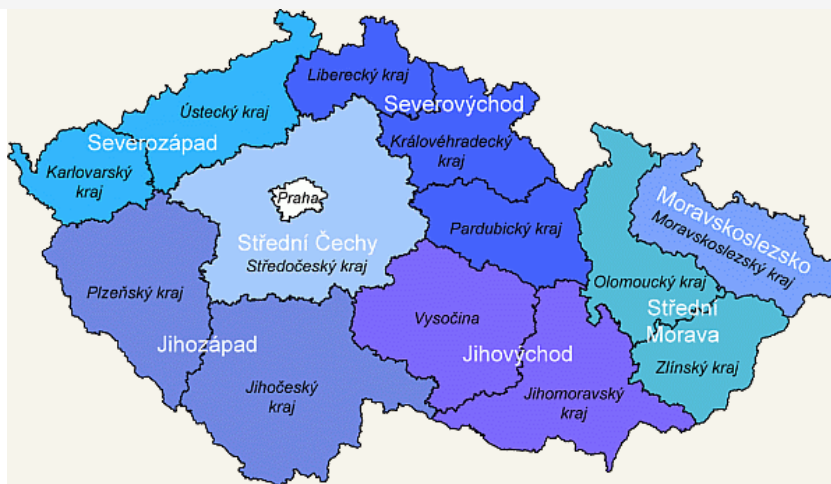 Liberecký kraj
Ústecký kraj
Severovýchod
Severozápad
Královéhradecký
kraj
Karlovarský
kraj
Praha
Moravskoslezsko
Moravskoslezský kraj
Pardubický kraj
Střední Čechy
Středočeský kraj
Olomoucký kraj
Plzeňský kraj
Střední
Morava
Vysočina
Jihozápad
Jihovýchod
Zlínský kraj
Jihočeský
kraj
Jihomoravský
kraj